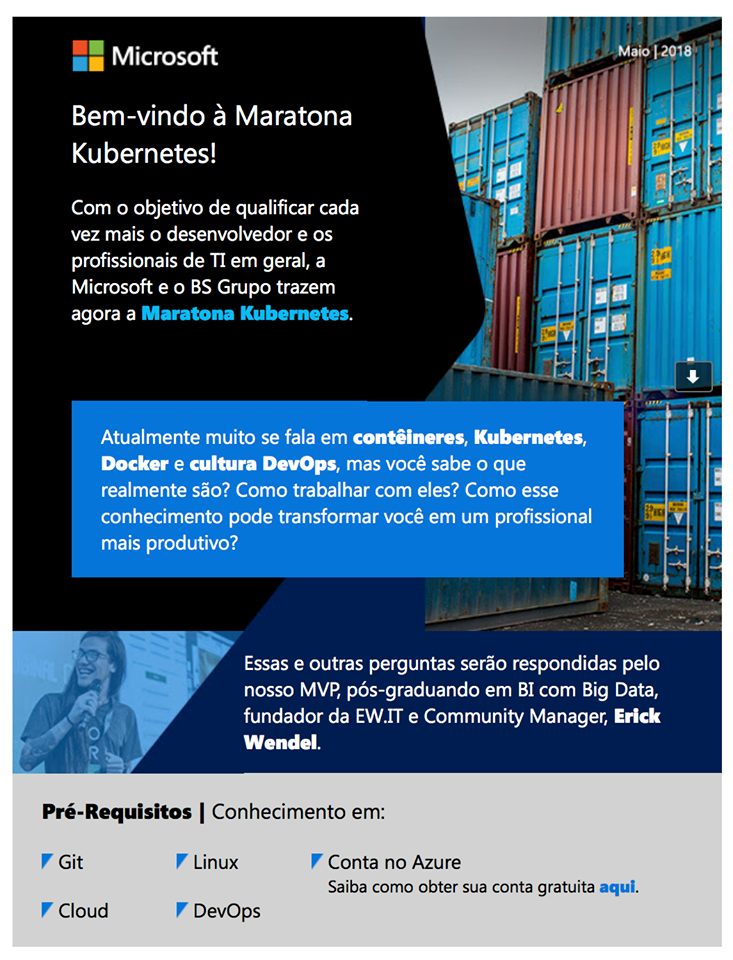 Microsoft
Maio | 2018
Bem-vindo à Maratona
Kubernetes!
Com o objetivo de qualificar cada
vez mais o desenvolvedor e os
profissionais de TI em geral, a
Microsoft e o BS Grupo trazem
agora a Maratona Kubernetes.
Atualmente muito se fala em contêineres, Kubernetes,
Docker e cultura DevOps, mas você sabe o que
realmente são? Como trabalhar com eles? Como esse
conhecimento pode transformar você em um profissional
mais produtivo?
Essas e outras perguntas serão respondidas pelo
nosso MVP, pós-graduando em BI com Big Data,
fundador da EW.IT e Community Manager, Erick
Wendel.
Pré-Requisitos | Conhecimento em:
Git
Linux
Conta no Azure
Saiba como obter sua conta gratuita aqui.
Cloud
DevOps